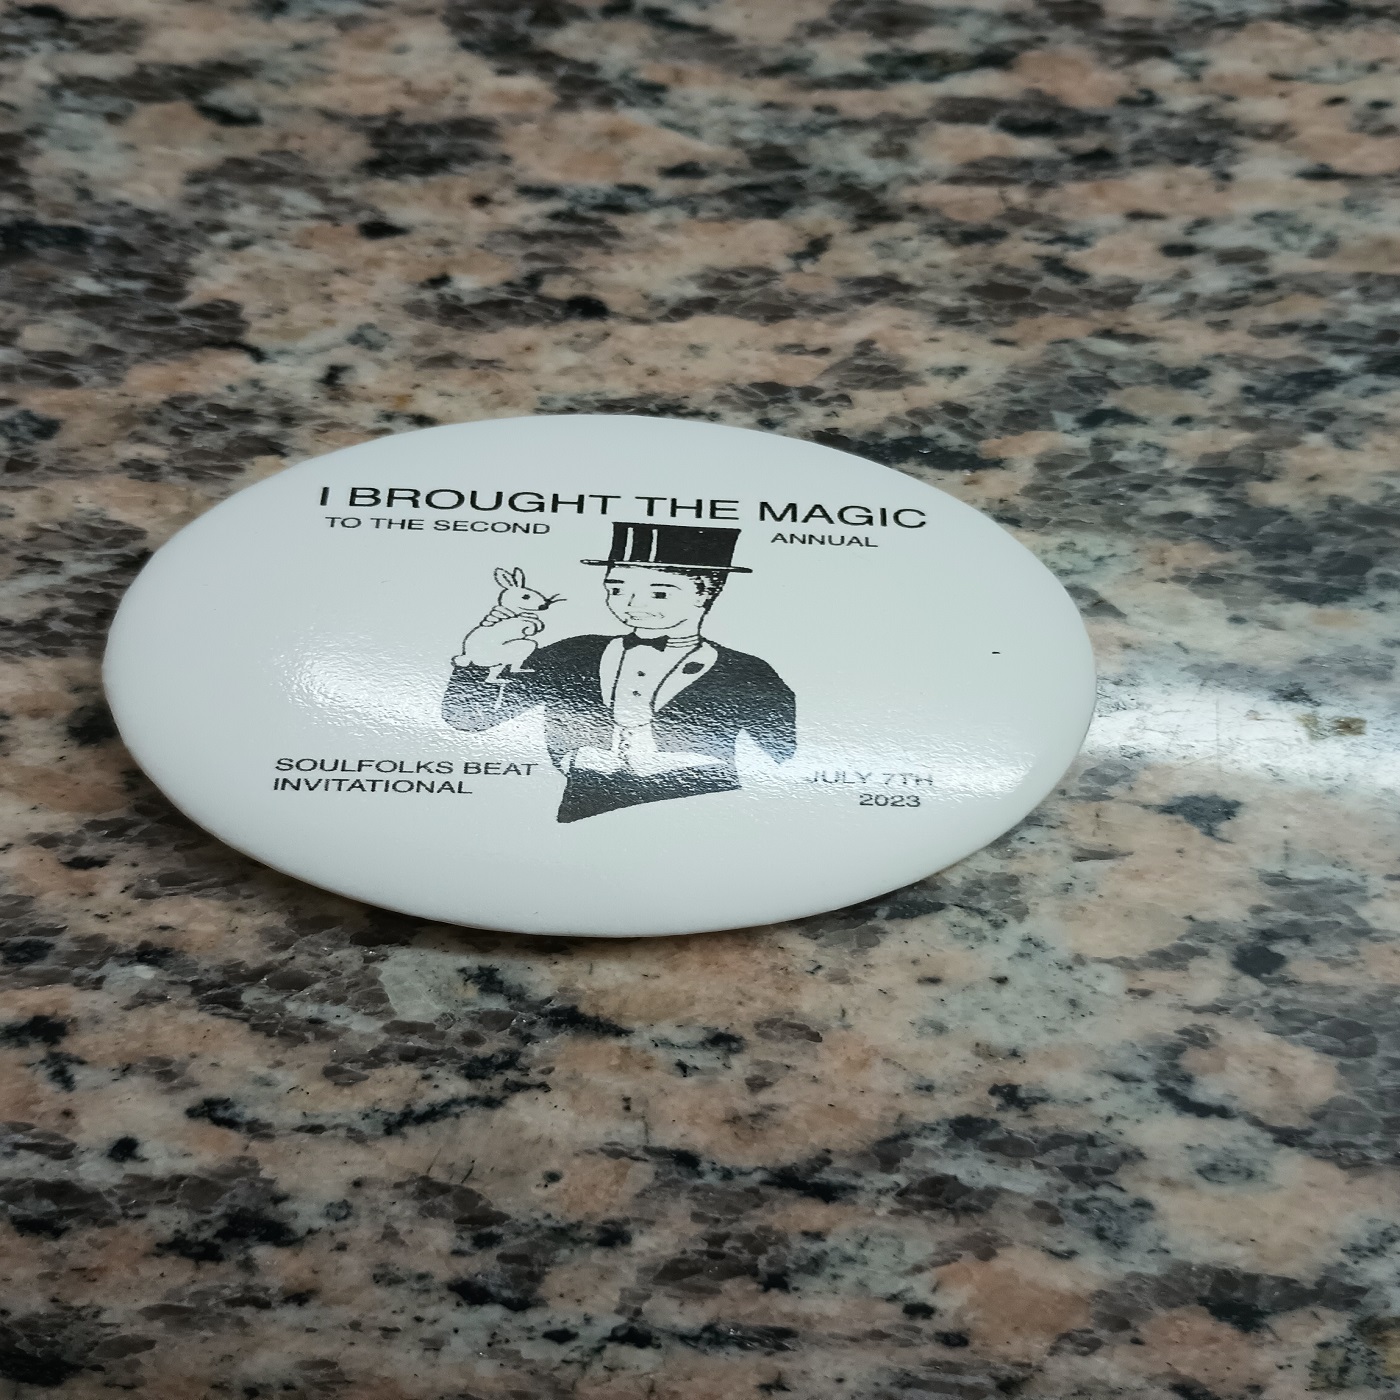 I BROUGHT THE MAGIC
TO THE SECOND ANNUAL
SOULFOLKS BEAT
INVITATIONAL
JULY 7TH
2023